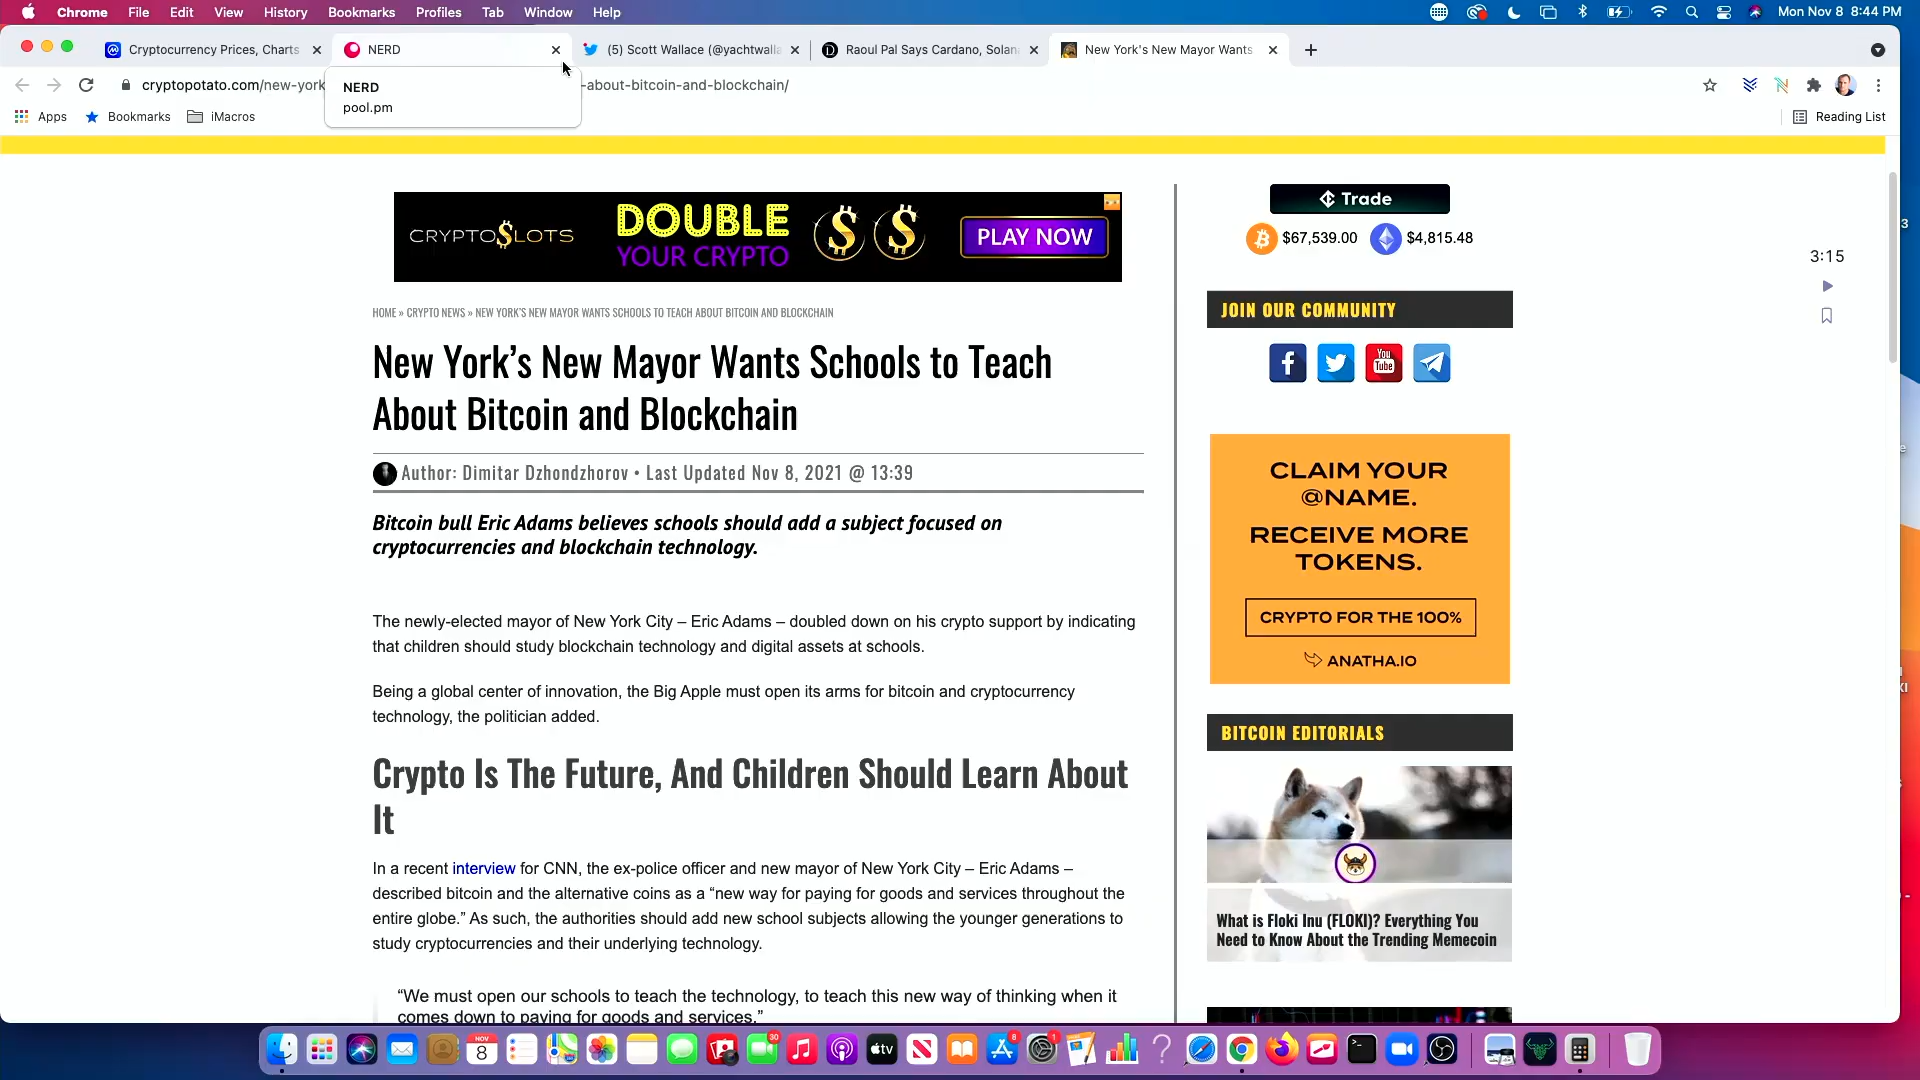 Chrome File Edit View History Bookmarks Profiles Tab Window Help
Mon Nov 8 8:44 PM
Cryptocurrency Prices, Charts
NERD
(5) Scott Wallace (@yachtwalla
Raoul Pal Says Cardano, Solan
New York's New Mayor Wants
cryptopotato.com/new-york
-about-bitcoin-and-blockchain/
NERD
pool.pm
Apps Bookmarks iMacros
Reading List
CRYPTO$LOTS
DOUBLE
YOUR CRYPTO
$ $
PLAY NOW
Trade
$67,539.00 $4,815.48
3:15
HOME » CRYPTO NEWS » NEW YORK'S NEW MAYOR WANTS SCHOOLS TO TEACH ABOUT BITCOIN AND BLOCKCHAIN
New York's New Mayor Wants Schools to Teach
About Bitcoin and Blockchain
Author: Dimitar Dzhondzhorov • Last Updated Nov 8, 2021 @ 13:39
Bitcoin bull Eric Adams believes schools should add a subject focused on
cryptocurrencies and blockchain technology.
The newly-elected mayor of New York City – Eric Adams – doubled down on his crypto support by indicating
that children should study blockchain technology and digital assets at schools.
Being a global center of innovation, the Big Apple must open its arms for bitcoin and cryptocurrency
technology, the politician added.
Crypto Is The Future, And Children Should Learn About
It
In a recent interview for CNN, the ex-police officer and new mayor of New York City – Eric Adams –
described bitcoin and the alternative coins as a “new way for paying for goods and services throughout the
entire globe.” As such, the authorities should add new school subjects allowing the younger generations to
study cryptocurrencies and their underlying technology.
“We must open our schools to teach the technology, to teach this new way of thinking when it
comes down to paying for goods and services.”
JOIN OUR COMMUNITY
You
Tube
CLAIM YOUR
@NAME.
RECEIVE MORE
TOKENS.
CRYPTO FOR THE 100%
ANATHA.IO
BITCOIN EDITORIALS
What is Floki Inu (FLOKI)? Everything You
Need to Know About the Trending Memecoin
NOV
8
30
tv
8
1